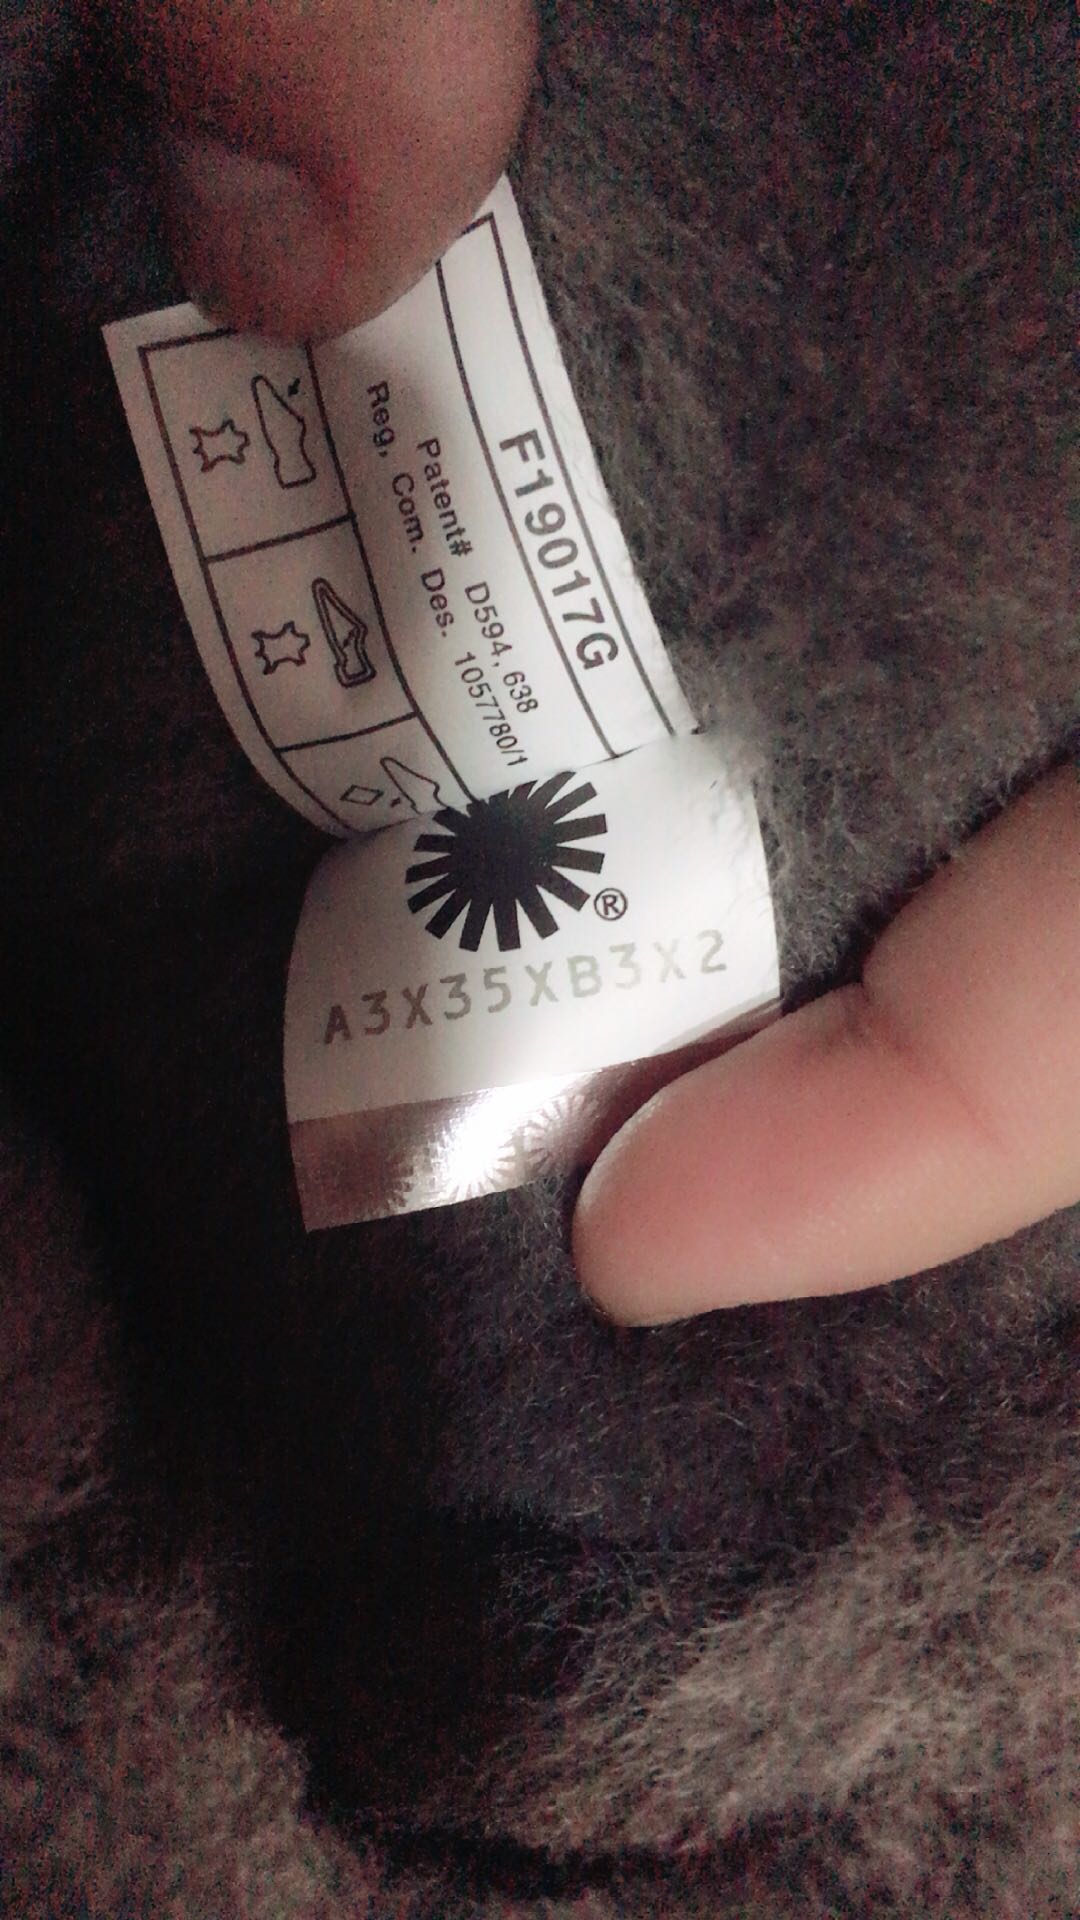 F19017G
Patent# D594,638
Reg. Com. Des. 1057780/1
®
A3X35XB3X2